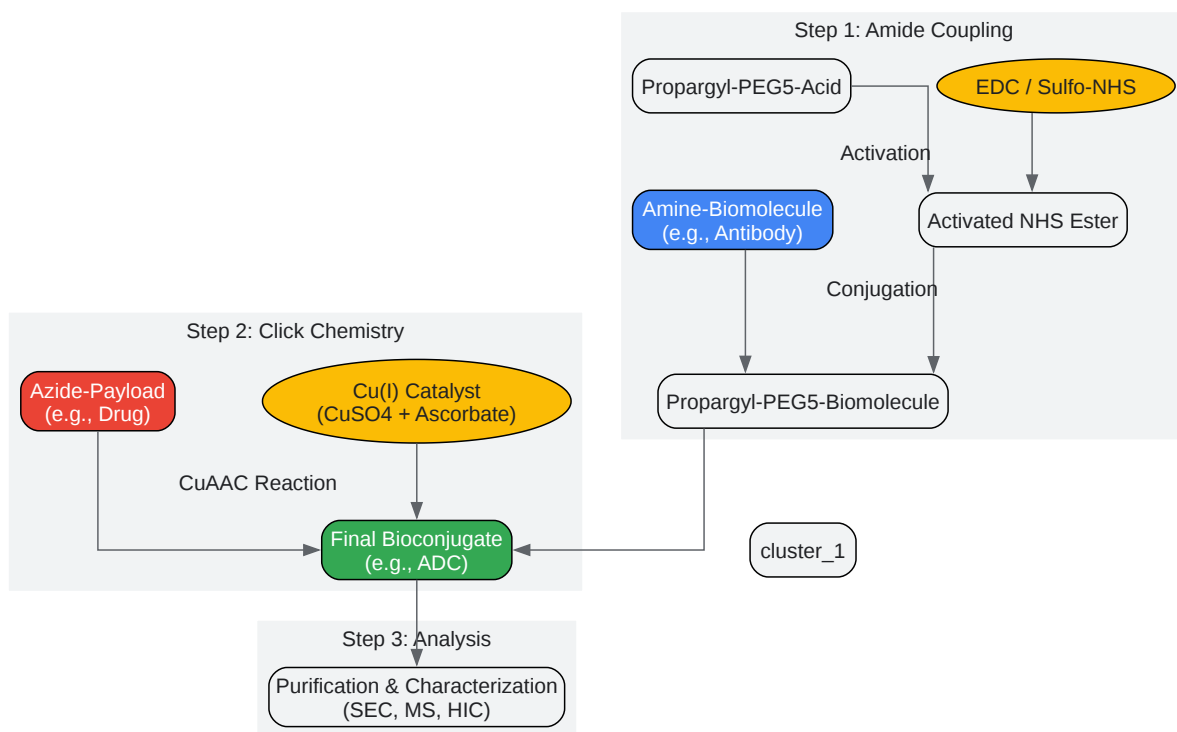 Step 1: Amide Coupling
Propargyl-PEG5-Acid
EDC / Sulfo-NHS
Activation
Amine-Biomolecule
(e.g., Antibody)
Activated NHS Ester
Conjugation
Propargyl-PEG5-Biomolecule
Step 2: Click Chemistry
Azide-Payload
(e.g., Drug)
Cu(I) Catalyst
(CuSO4 + Ascorbate)
CuAAC Reaction
Final Bioconjugate
(e.g., ADC)
cluster_1
Step 3: Analysis
Purification & Characterization
(SEC, MS, HIC)